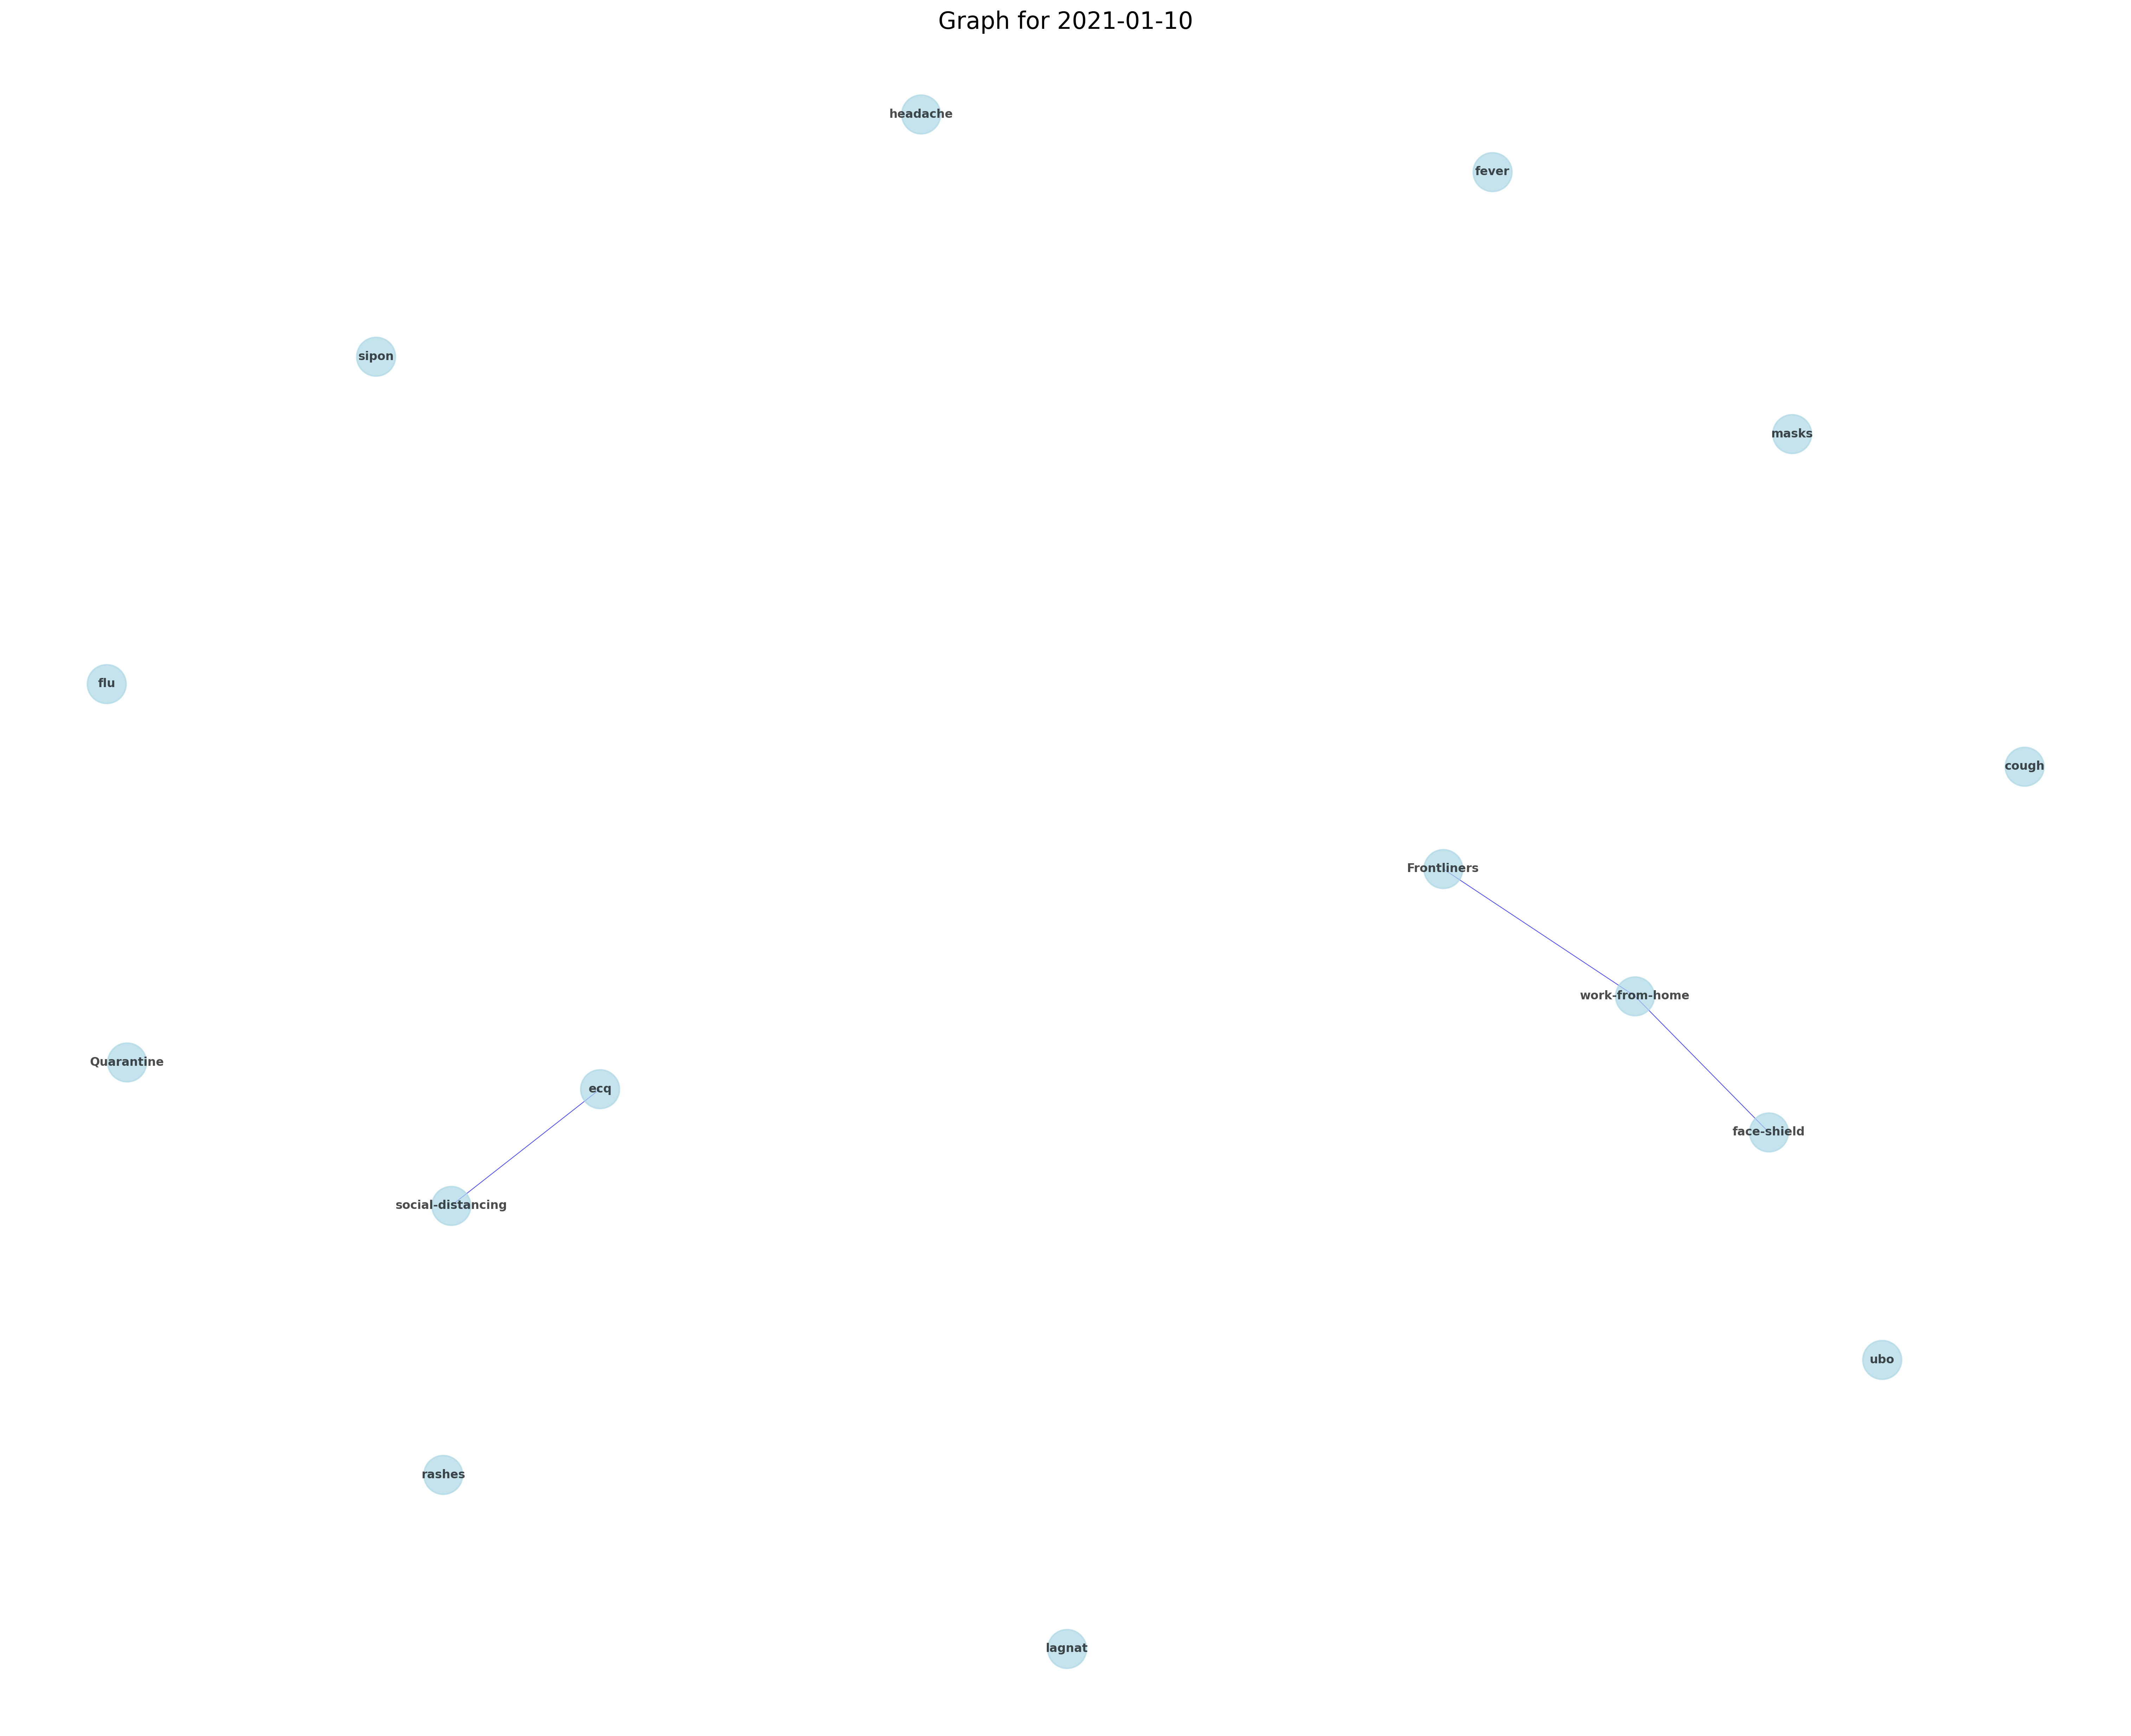 Graph for 2021-01-10
headache
fever
sipon
masks
flu
cough
Frontliners
work-from-home
Quarantine
ecq
face-shield
social-distancing
ubo
rashes
lagnat